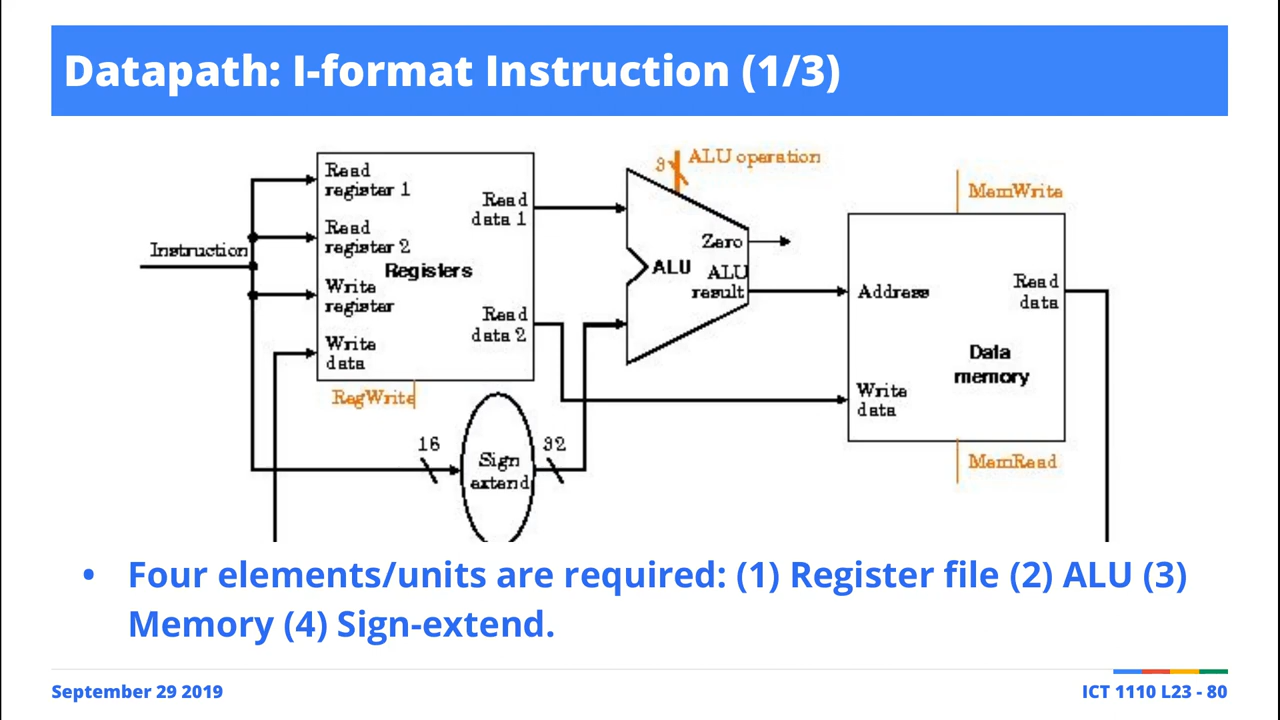 Datapath: I-format Instruction (1/3)
3
ALU operation
MemWrite
Read
register 1
Read
data 1
Read
register 2
Zero
Instruction
Registers
ALU
ALU
result
Write
register
Address
Read
data
Read
data 2
Write
data
Data
memory
RegWrite
Write
data
16
32
Sign
extend
MemRead
• Four elements/units are required: (1) Register file (2) ALU (3)
Memory (4) Sign-extend.
September 29 2019
ICT 1110 L23 - 80